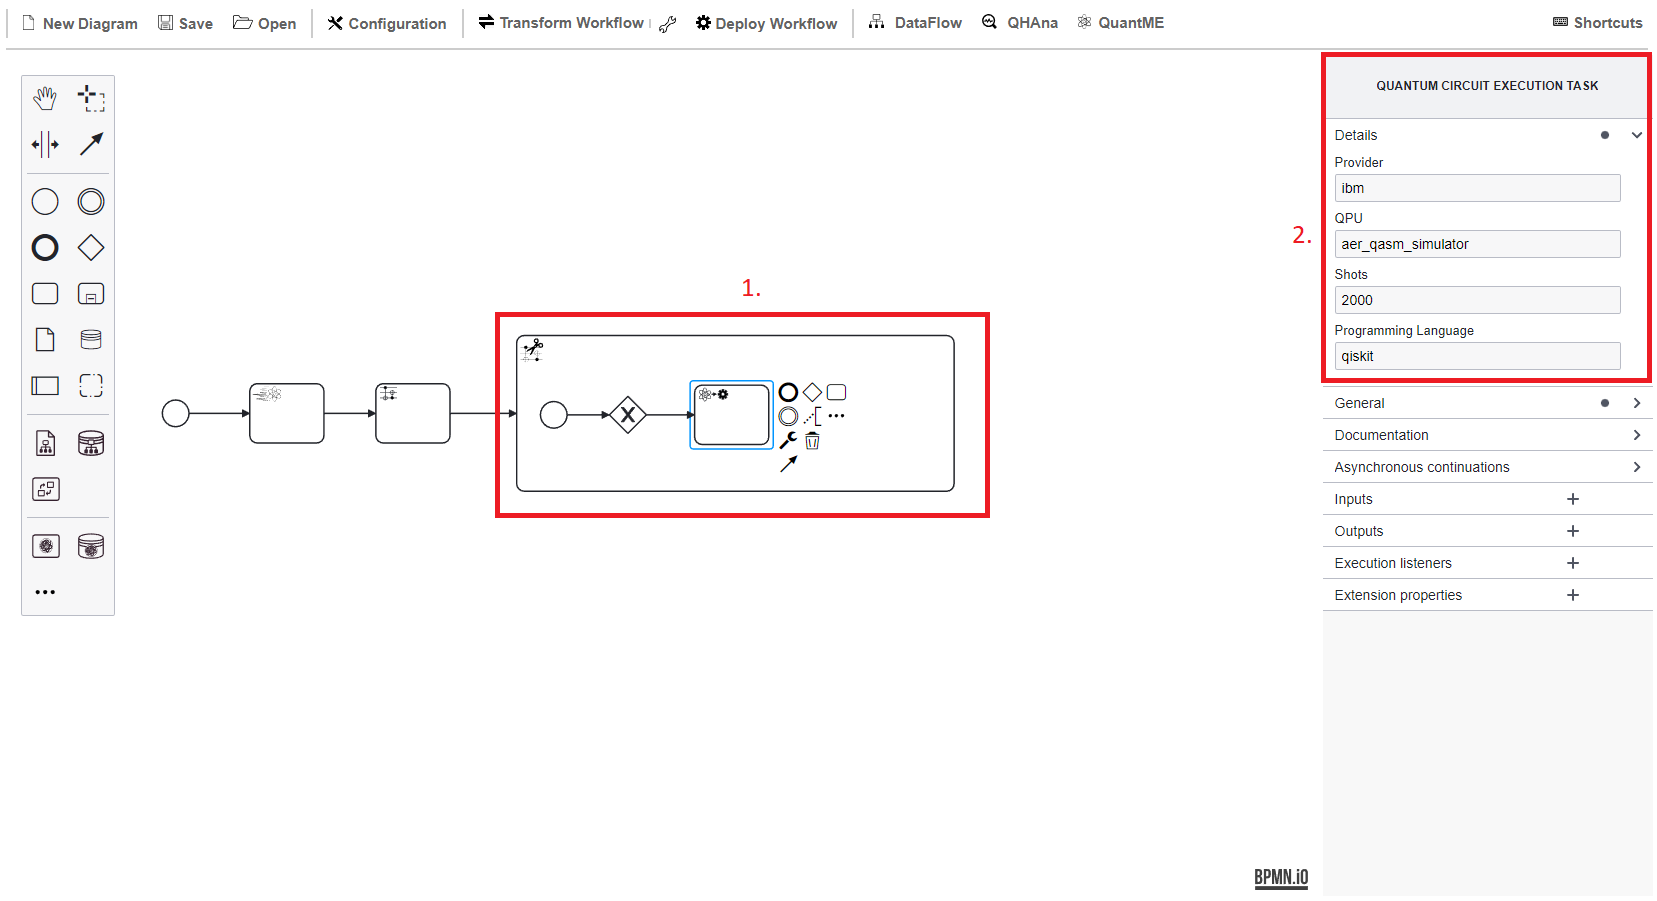 New Diagram Save Open Configuration Transform Workflow Deploy Workflow DataFlow QHAna QuantME Shortcuts
QUANTUM CIRCUIT EXECUTION TASK
Details
Provider
ibm
QPU
2.
aer_qasm_simulator
Shots
1.
2000
Programming Language
qiskit
General
Documentation
Asynchronous continuations
Inputs
Outputs
Execution listeners
Extension properties
BPMN.iO